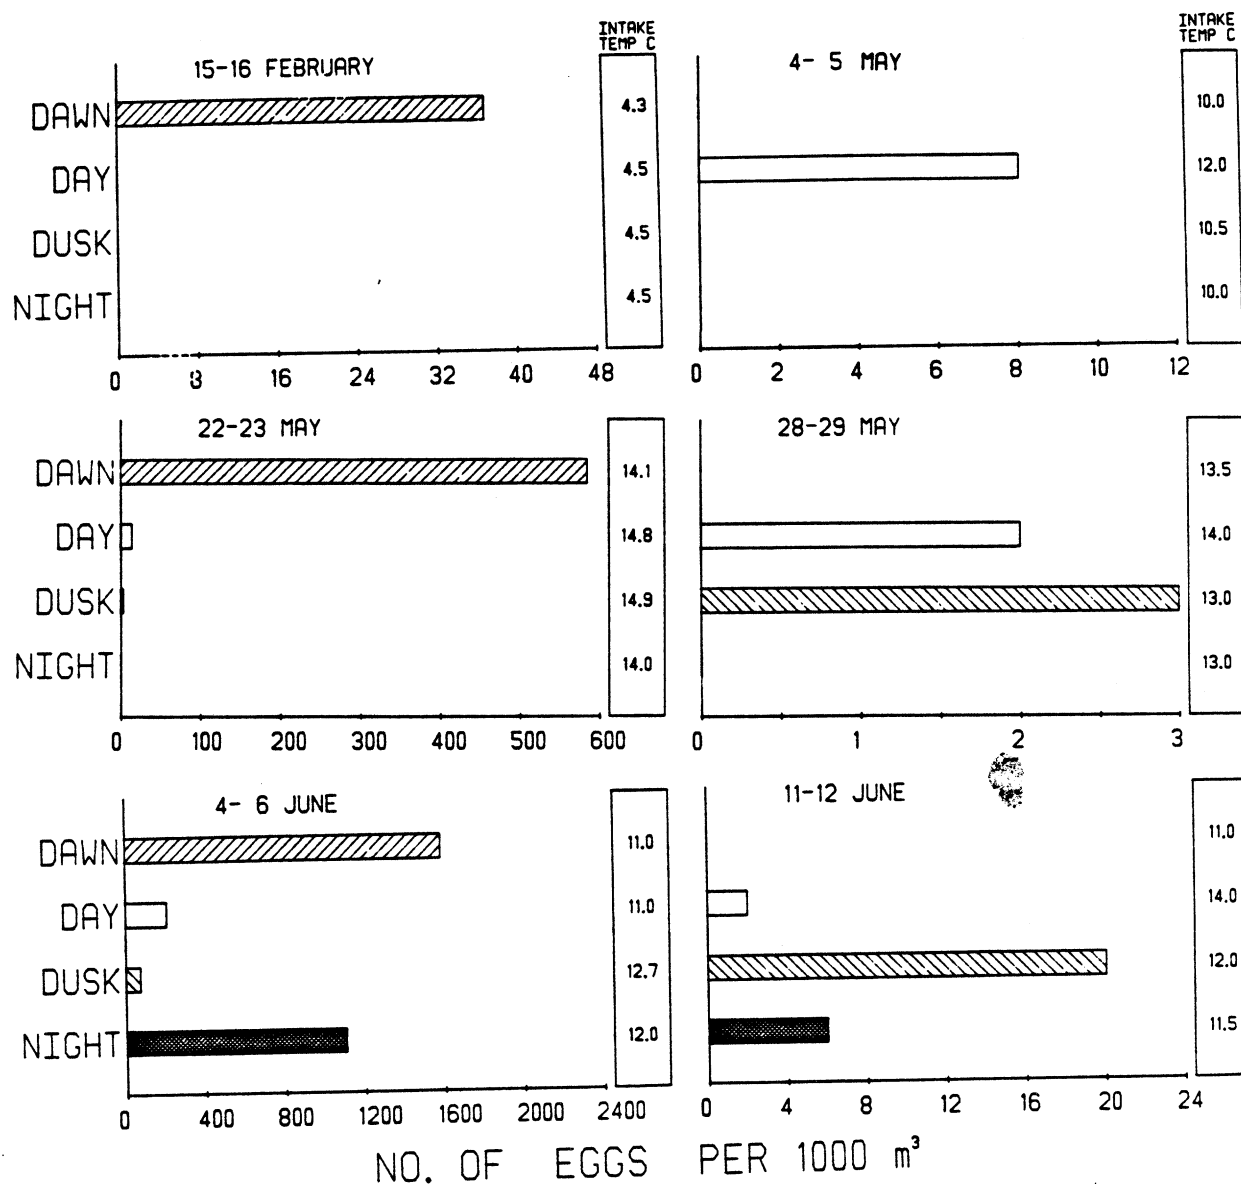 INTAKE
TEMP C
15-16 FEBRUARY
DAWN 4.3
DAY 4.5
DUSK 4.5
NIGHT 4.5
0 8 16 24 32 40 48
INTAKE
TEMP C
4- 5 MAY
10.0
12.0
10.5
10.0
0 2 4 6 8 10 12
22-23 MAY
DAWN 14.1
DAY 14.8
DUSK 14.9
NIGHT 14.0
0 100 200 300 400 500 600
28-29 MAY
13.5
14.0
13.0
13.0
0 1 2 3
4- 6 JUNE
DAWN 11.0
DAY 11.0
DUSK 12.7
NIGHT 12.0
0 400 800 1200 1600 2000 2400
11-12 JUNE
11.0
14.0
12.0
11.5
0 4 8 12 16 20 24
NO. OF EGGS PER 1000 m³